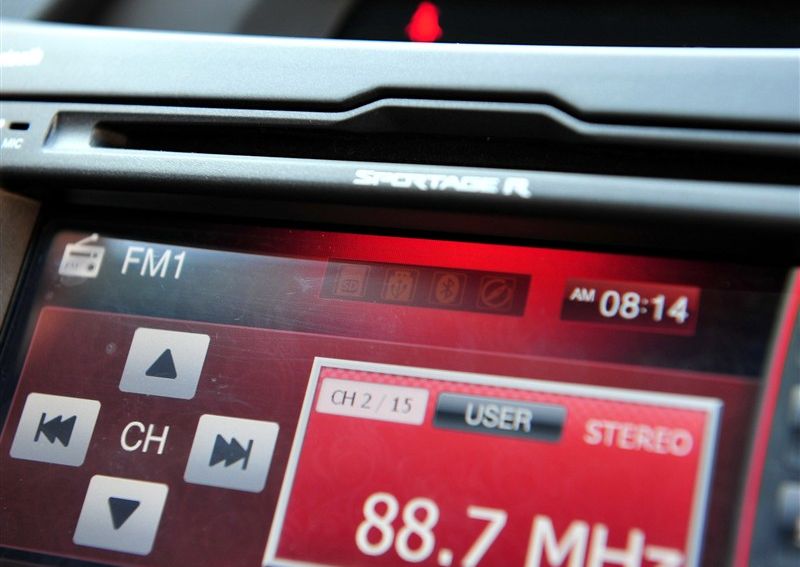 MIC
SPORTAGE R
FM1
SD
AM 08:14
CH 2 / 15
USER
STEREO
CH
88.7 MHz